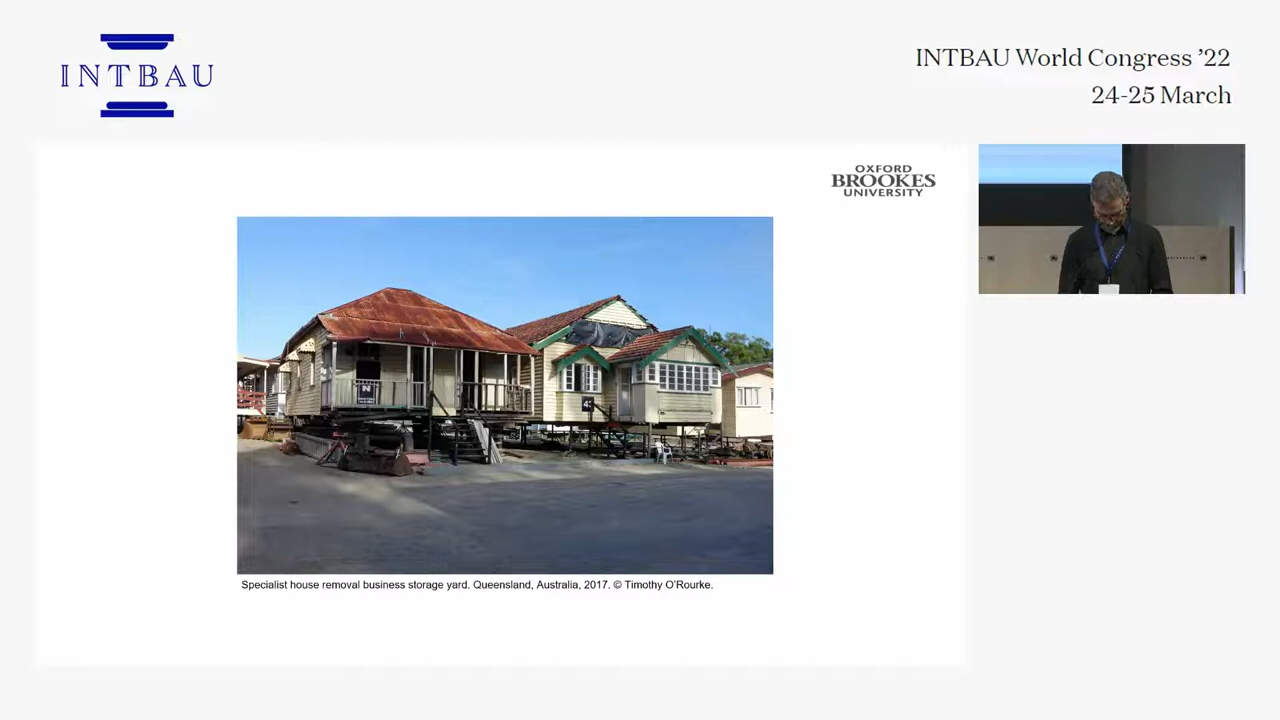 INTBAU
INTBAU World Congress ’22
24-25 March
OXFORD
BROOKES
UNIVERSITY
Specialist house removal business storage yard. Queensland, Australia, 2017. © Timothy O’Rourke.